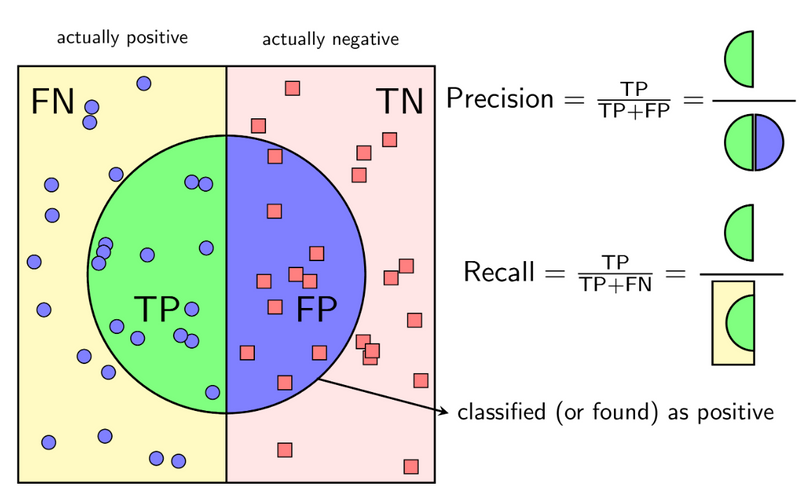 actually positive
actually negative
FN
TN
TP
FP
Precision = TP/TP+FP =
Recall = TP/TP+FN =
classified (or found) as positive